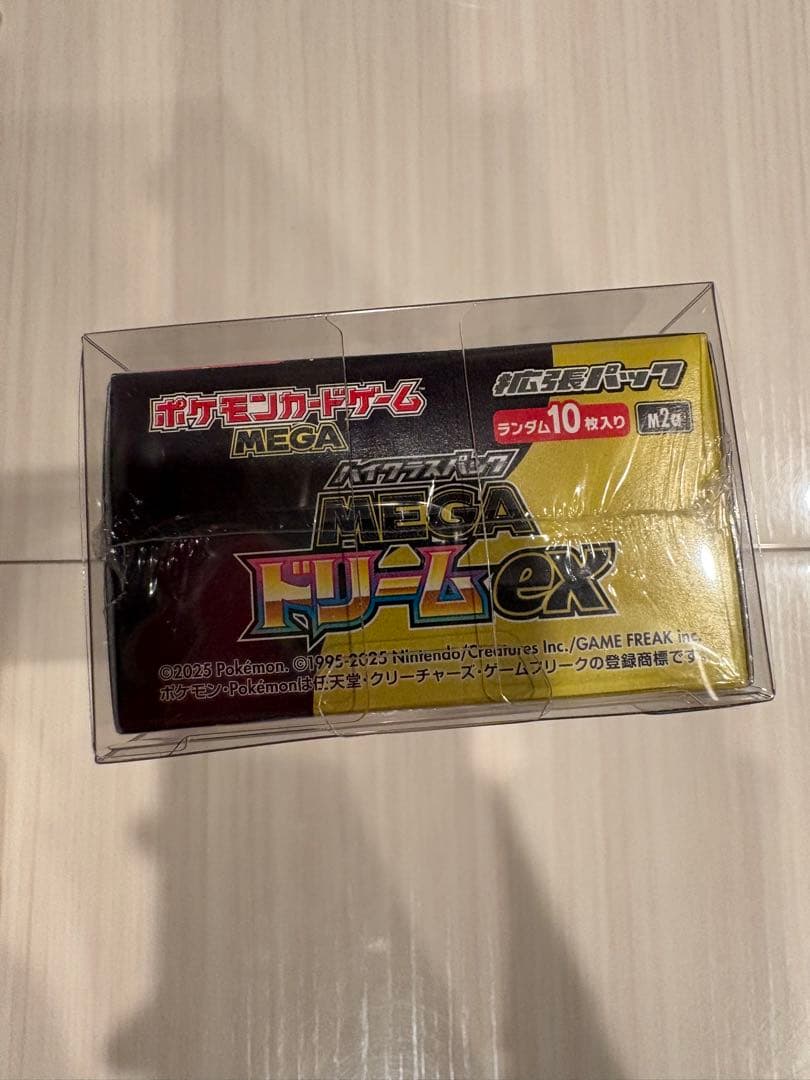 ポケモンカードゲーム™
MEGA
拡張パック
ランダム10枚入り
M2a
ハイクラスパック
MEGA
ドリームex
©2025 Pokémon. ©1995-2025 Nintendo/Creatures Inc./GAME FREAK inc.
ポケモン・Pokémonは任天堂・クリーチャーズ・ゲームフリークの登録商標です。